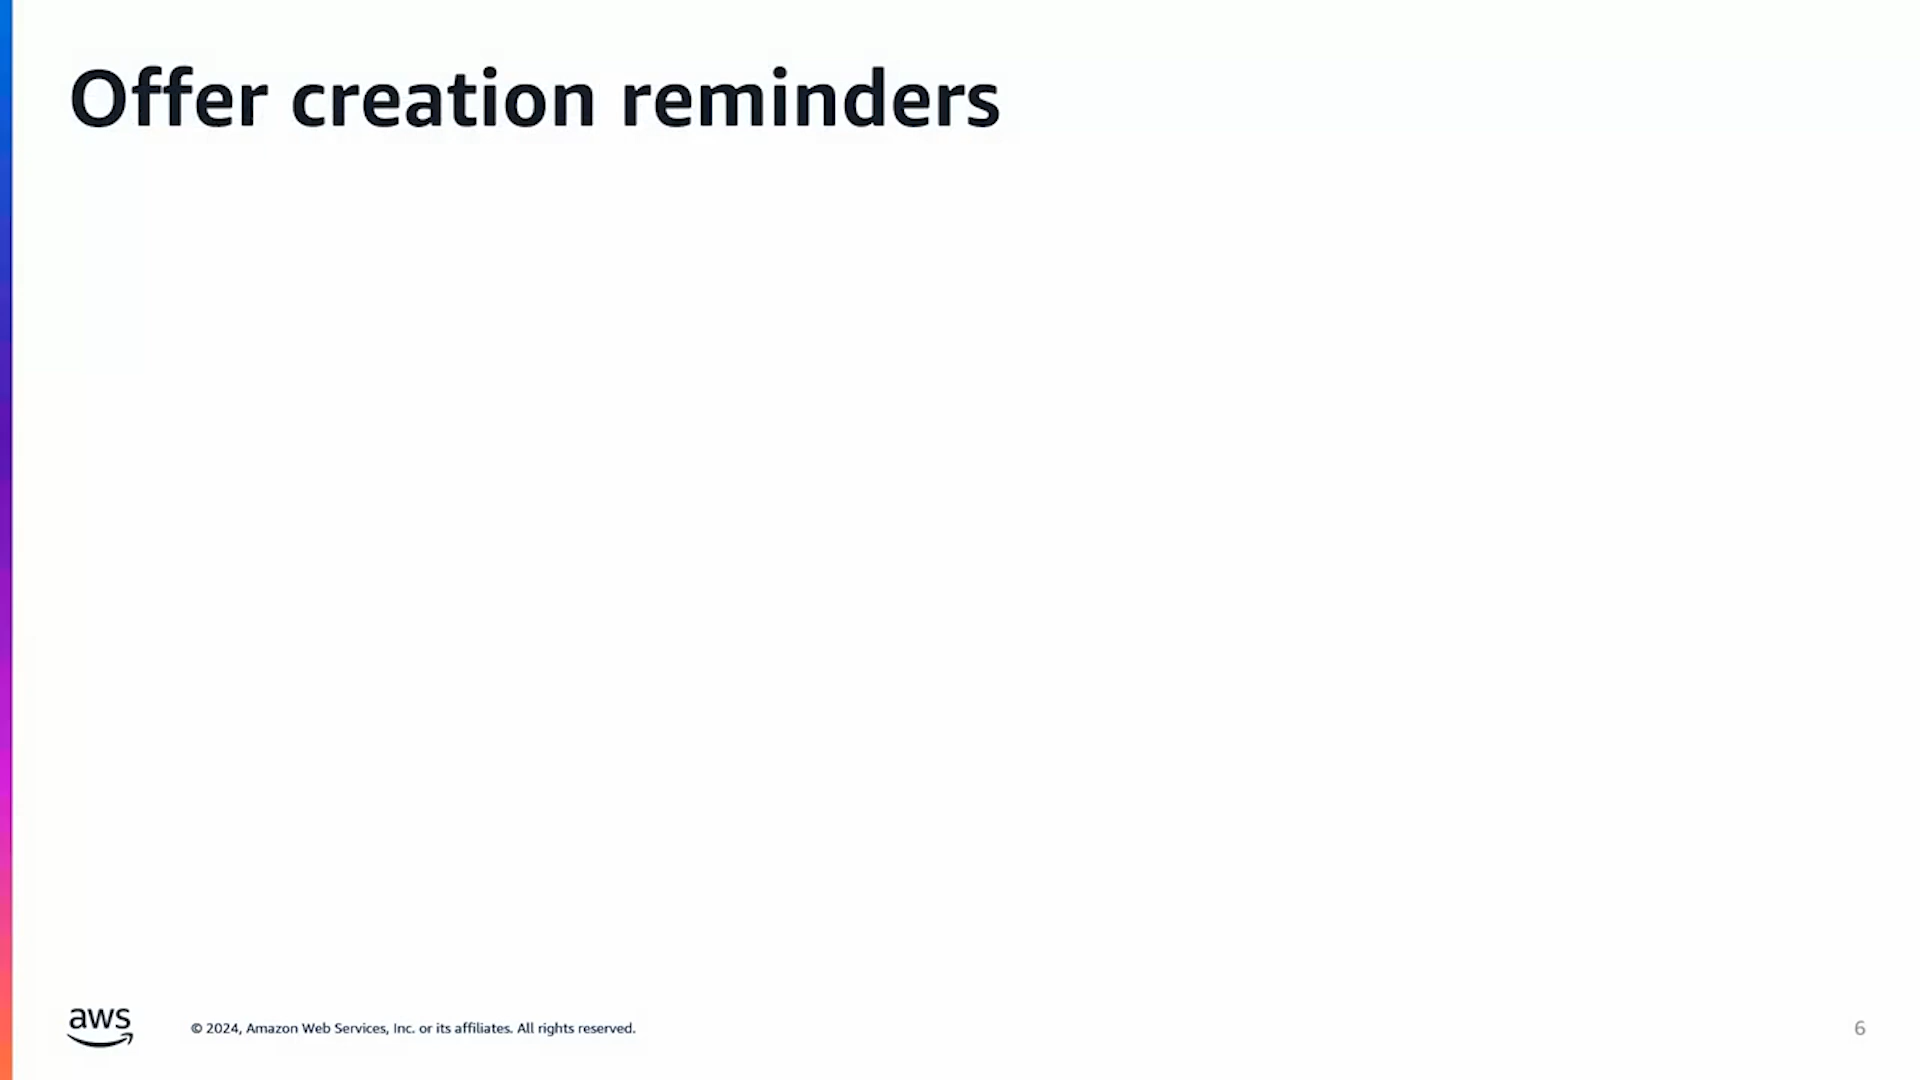 Offer creation reminders
aws
© 2024, Amazon Web Services, Inc. or its affiliates. All rights reserved.
6